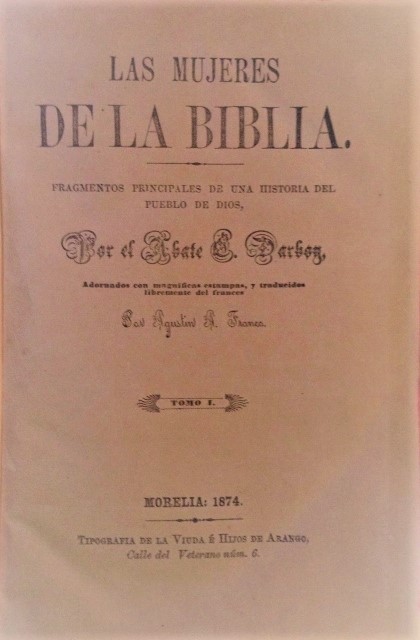 LAS MUJERES
DE LA BIBLIA.
FRAGMENTOS PRINCIPALES DE UNA HISTORIA DEL
PUEBLO DE DIOS,
Por el Abate C. Darboy,
Adornados con magníficas estampas, y traducidos
libremente del frances
Por Agustin A. Franco.
TOMO I.
MORELIA: 1874.
TIPOGRAFIA DE LA VIUDA É HIJOS DE ARANGO,
Calle del Veterano núm. 6.